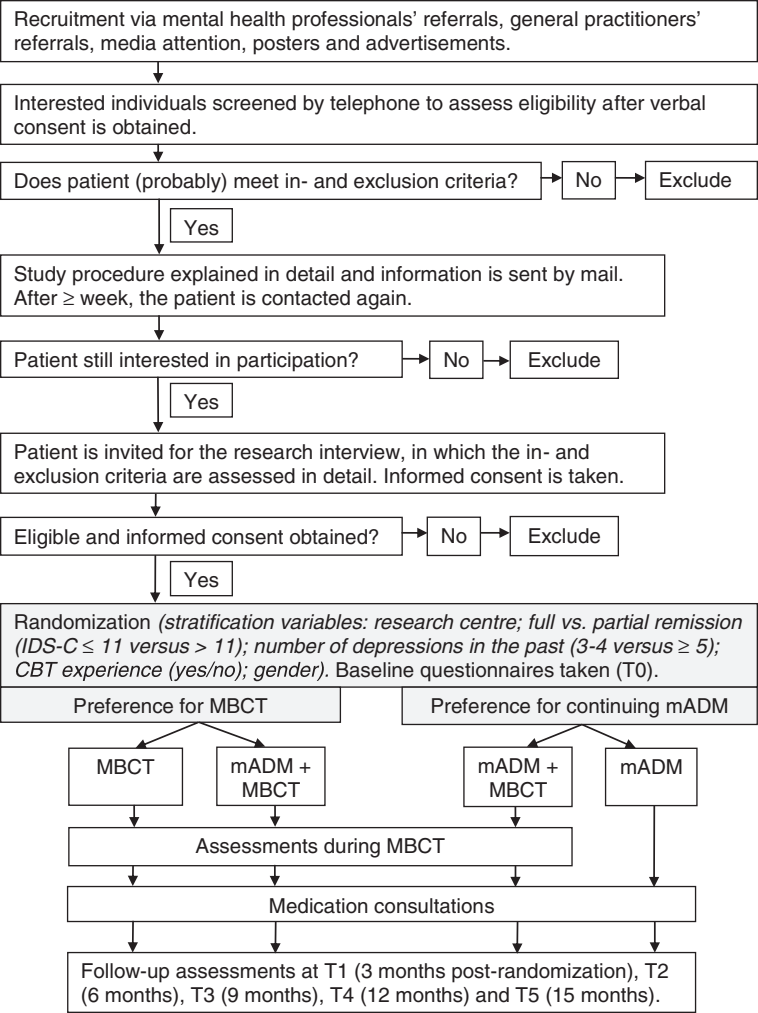 Recruitment via mental health professionals’ referrals, general practitioners’
referrals, media attention, posters and advertisements.
Interested individuals screened by telephone to assess eligibility after verbal
consent is obtained.
Does patient (probably) meet in- and exclusion criteria?
No
Exclude
Yes
Study procedure explained in detail and information is sent by mail.
After ≥ week, the patient is contacted again.
Patient still interested in participation?
No
Exclude
Yes
Patient is invited for the research interview, in which the in- and
exclusion criteria are assessed in detail. Informed consent is taken.
Eligible and informed consent obtained?
No
Exclude
Yes
Randomization (stratification variables: research centre; full vs. partial remission
(IDS-C ≤ 11 versus > 11); number of depressions in the past (3-4 versus ≥ 5);
CBT experience (yes/no); gender). Baseline questionnaires taken (T0).
Preference for MBCT
Preference for continuing mADM
MBCT
mADM +
MBCT
mADM +
MBCT
mADM
Assessments during MBCT
Medication consultations
Follow-up assessments at T1 (3 months post-randomization), T2
(6 months), T3 (9 months), T4 (12 months) and T5 (15 months).